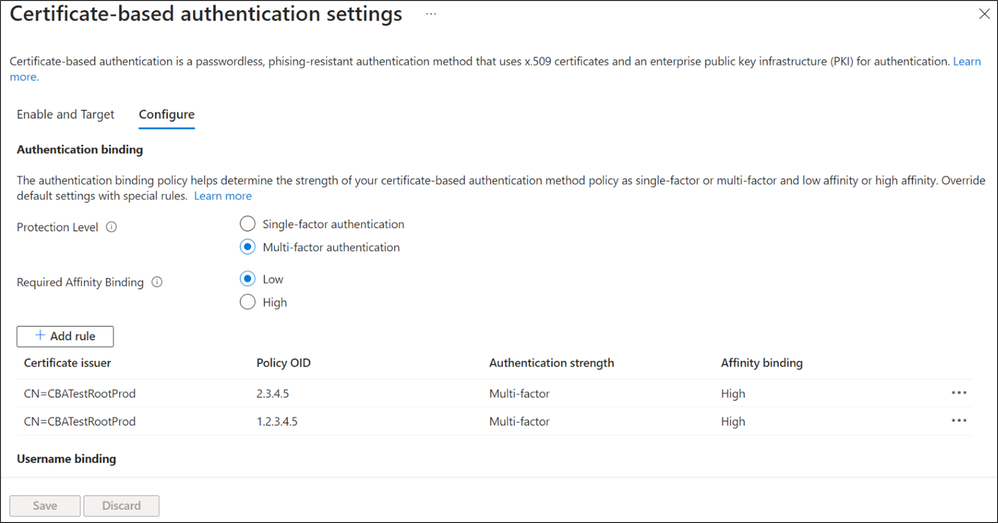 Certificate-based authentication settings ...
Certificate-based authentication is a passwordless, phising-resistant authentication method that uses x.509 certificates and an enterprise public key infrastructure (PKI) for authentication. Learn
more.
Enable and Target Configure
Authentication binding
The authentication binding policy helps determine the strength of your certificate-based authentication method policy as single-factor or multi-factor and low affinity or high affinity. Override
default settings with special rules. Learn more
Protection Level Single-factor authentication
Multi-factor authentication
Required Affinity Binding Low
High
+ Add rule
Certificate issuer Policy OID Authentication strength Affinity binding
CN=CBATestRootProd 2.3.4.5 Multi-factor High ...
CN=CBATestRootProd 1.2.3.4.5 Multi-factor High ...
Username binding
Save Discard